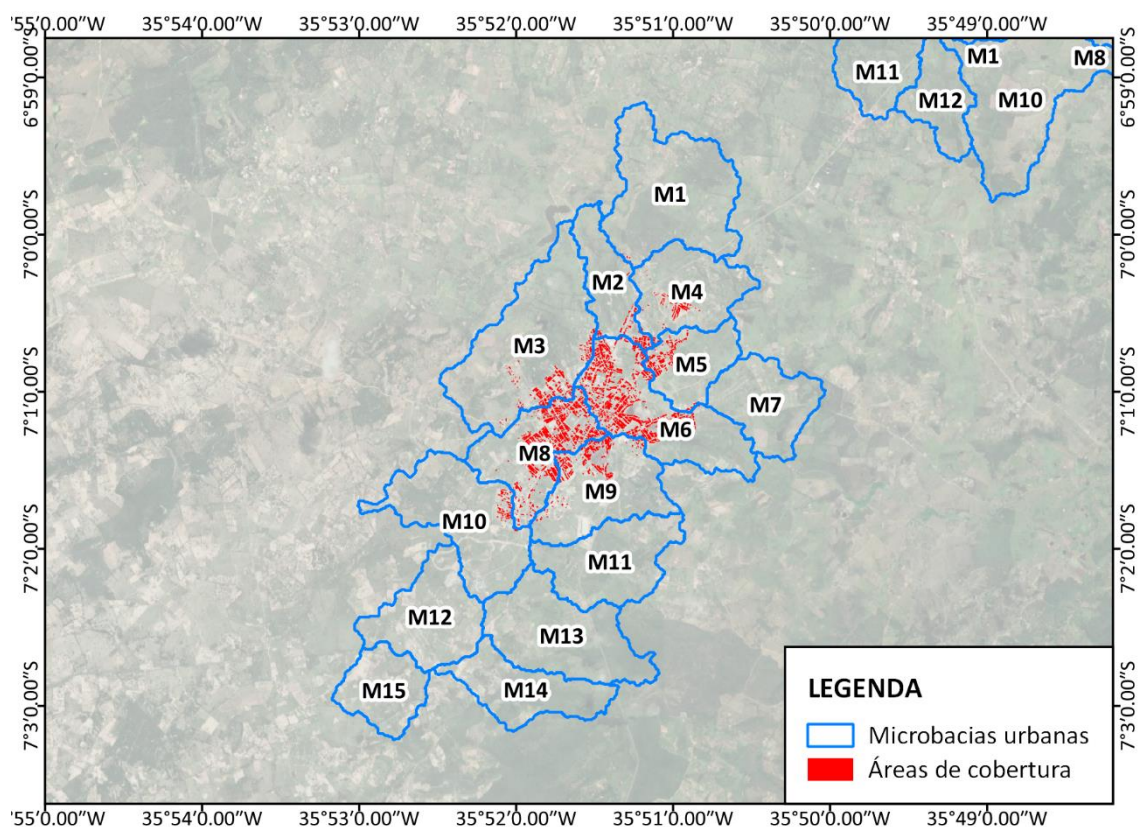 55'0.00"W 35°54'0.00"W 35°53'0.00"W 35°52'0.00"W 35°51'0.00"W 35°50'0.00"W 35°49'0.00"W
6°59'0.00"S
7°0'0.00"S
7°1'0.00"S
7°2'0.00"S
7°3'0.00"S
M11
M1
M8
M12
M10
M1
M2
M4
M3
M5
M7
M6
M8
M9
M10
M11
M12
M13
M15
M14
6°59'0.00"S
7°0'0.00"S
7°1'0.00"S
7°2'0.00"S
7°3'0.00"S
LEGENDA
Microbacias urbanas
Áreas de cobertura
55'0.00"W 35°54'0.00"W 35°53'0.00"W 35°52'0.00"W 35°51'0.00"W 35°50'0.00"W 35°49'0.00"W